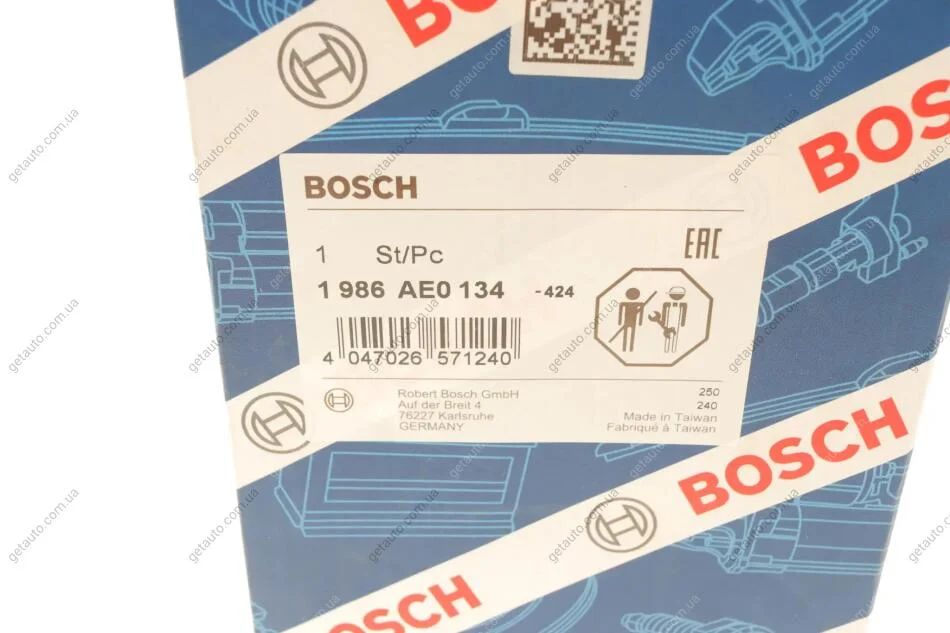 BOSCH
BOSCH
1 St/Pc
EAC
1 986 AE0 134 -424
4 047026 571240
Robert Bosch GmbH
Auf der Breit 4
76227 Karlsruhe
GERMANY
250
240
Made in Taiwan
Fabriqué à Taiwan
BOSCH
BOSCH
getauto.com.ua